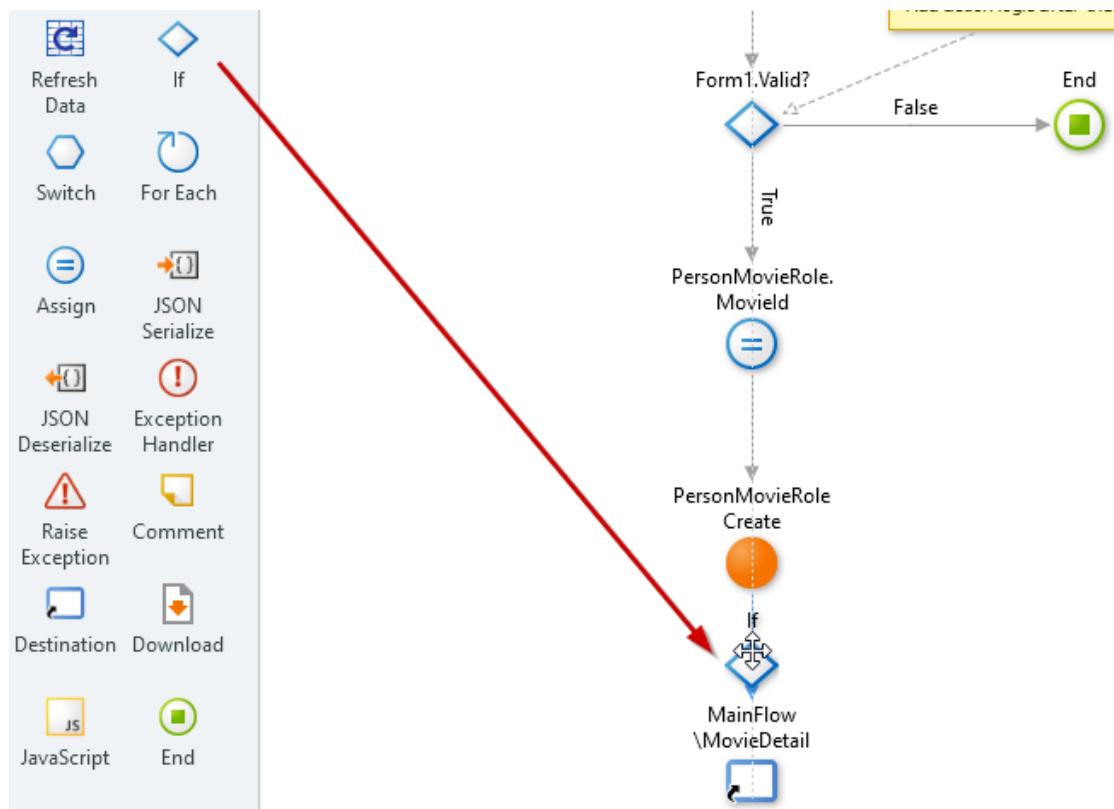 Refresh
Data
If
Switch
For Each
Assign
JSON
Serialize
JSON
Deserialize
Exception
Handler
Raise
Exception
Comment
Destination
Download
JS
JavaScript
End
Form1.Valid?
End
False
True
PersonMovieRole.
MovieId
PersonMovieRole
Create
If
MainFlow
\MovieDetail